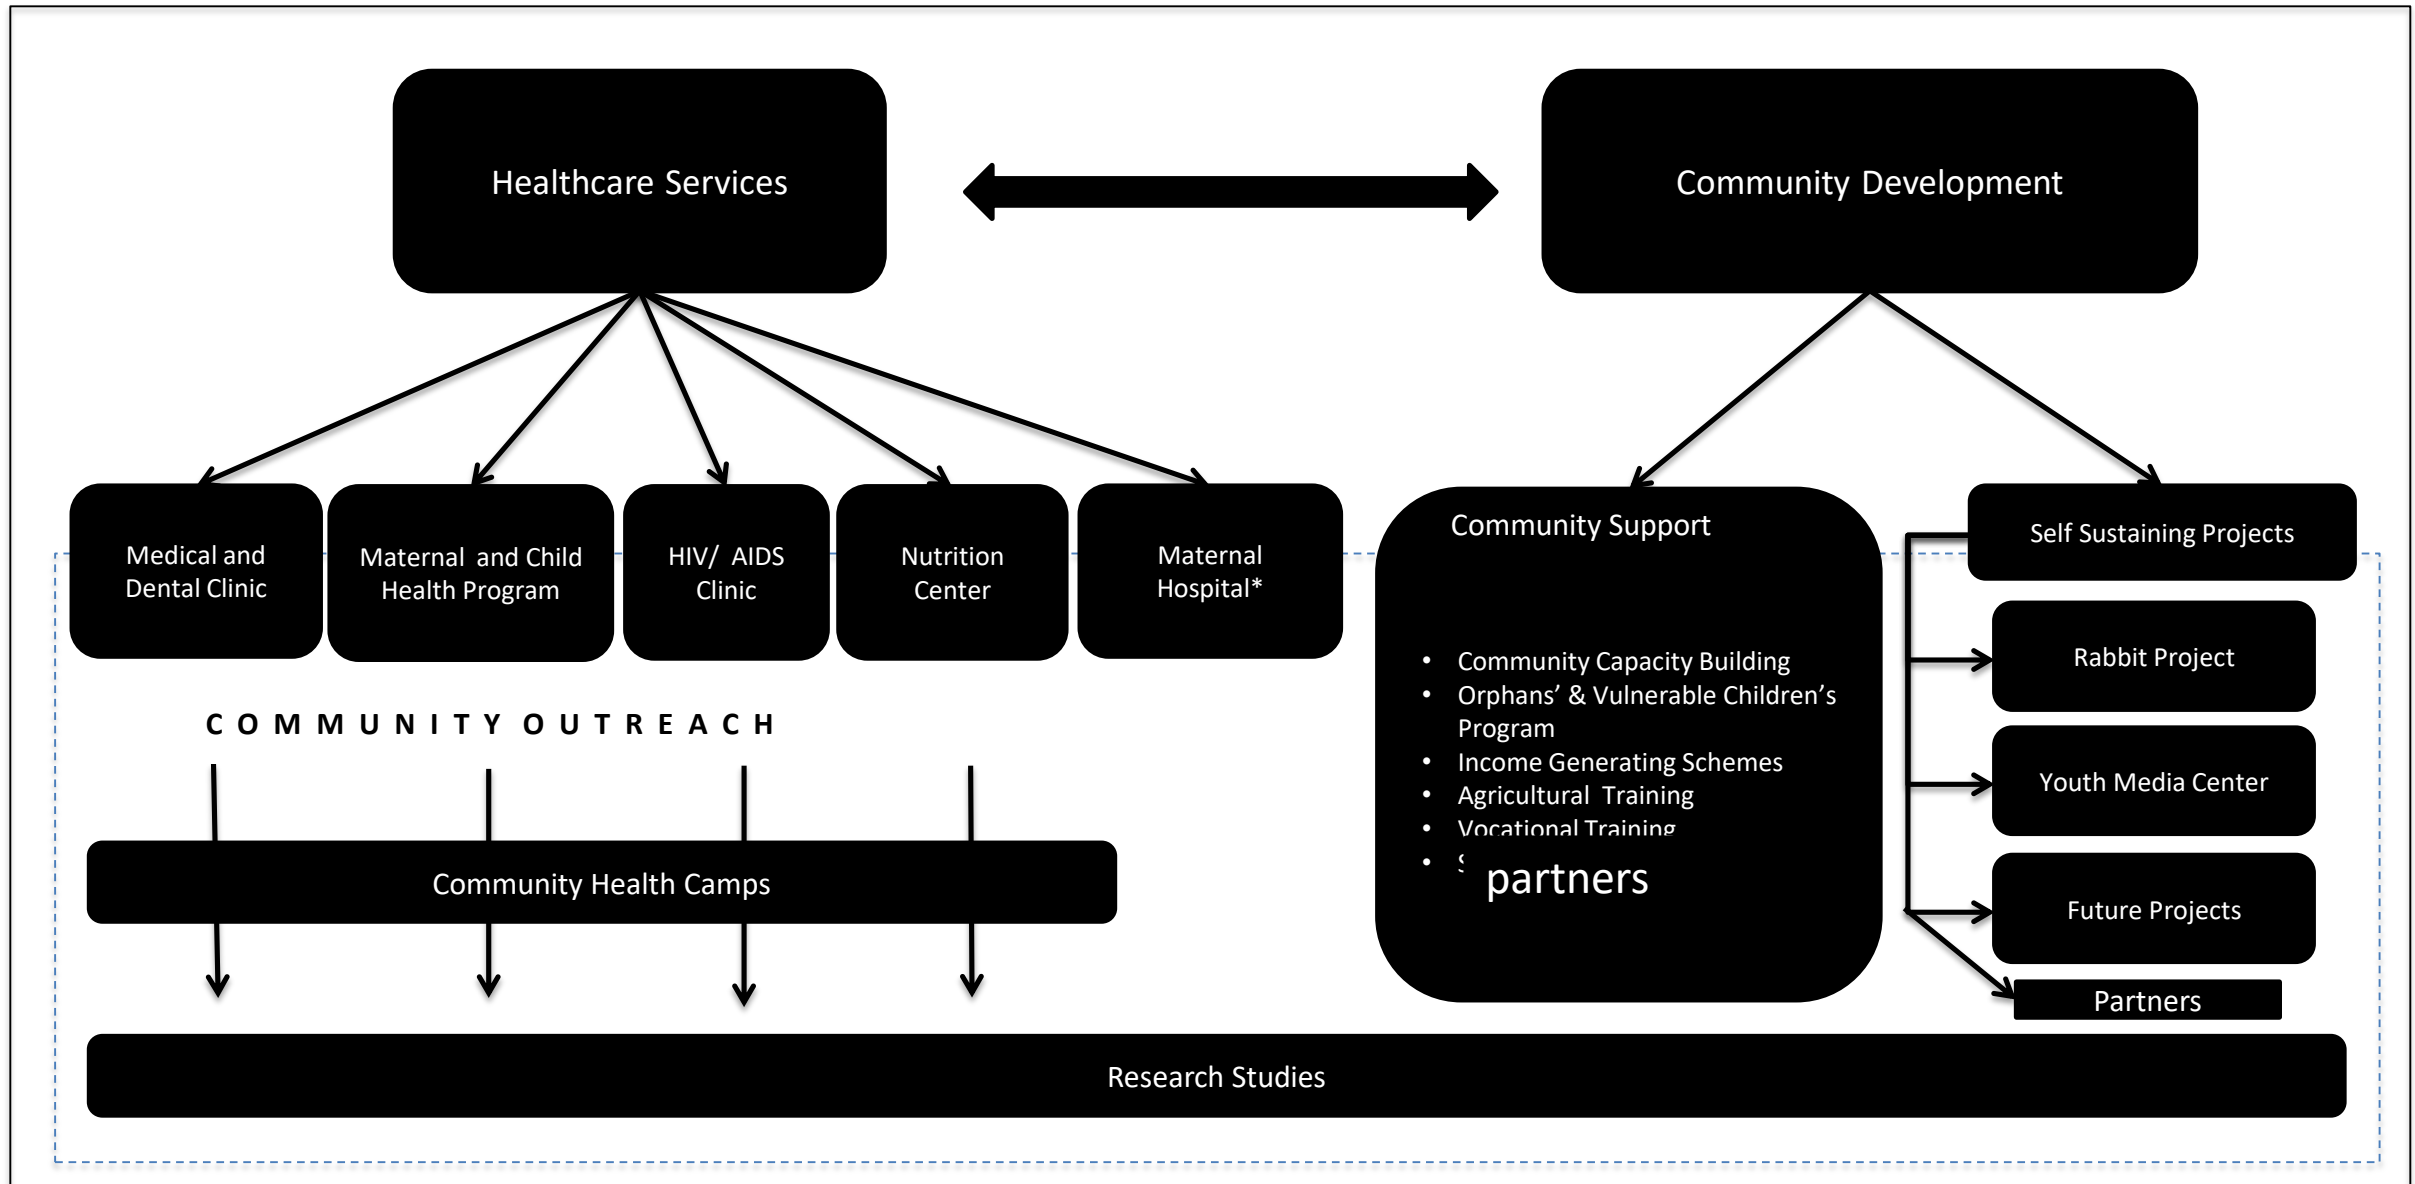 Healthcare Services
Community Development
Medical and
Dental Clinic
Maternal and Child
Health Program
HIV/ AIDS
Clinic
Nutrition
Center
Maternal
Hospital*
Community Support
• Community Capacity Building
• Orphans’ & Vulnerable Children’s
Program
• Income Generating Schemes
• Agricultural Training
• Vocational Training
•
partners
Self Sustaining Projects
Rabbit Project
Youth Media Center
Future Projects
Partners
COMMUNITY OUTREACH
Community Health Camps
Research Studies